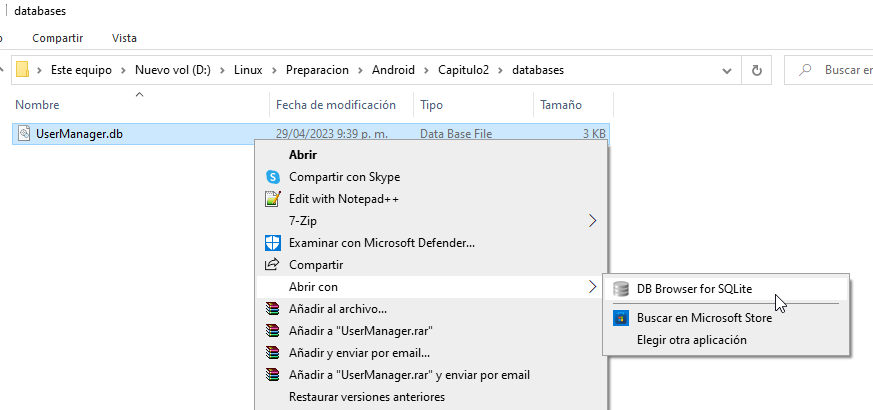 databases
Compartir Vista
Este equipo Nuevo vol (D:) Linux Preparacion Android Capitulo2 databases
Buscar en
Nombre Fecha de modificación Tipo Tamaño
UserManager.db 29/04/2023 9:39 p. m. Data Base File 3 KB
Abrir
Compartir con Skype
Edit with Notepad++
7-Zip
Examinar con Microsoft Defender...
Compartir
Abrir con
DB Browser for SQLite
Añadir al archivo...
Buscar en Microsoft Store
Añadir a "UserManager.rar"
Elegir otra aplicación
Añadir y enviar por email...
Añadir a "UserManager.rar" y enviar por email
Restaurar versiones anteriores